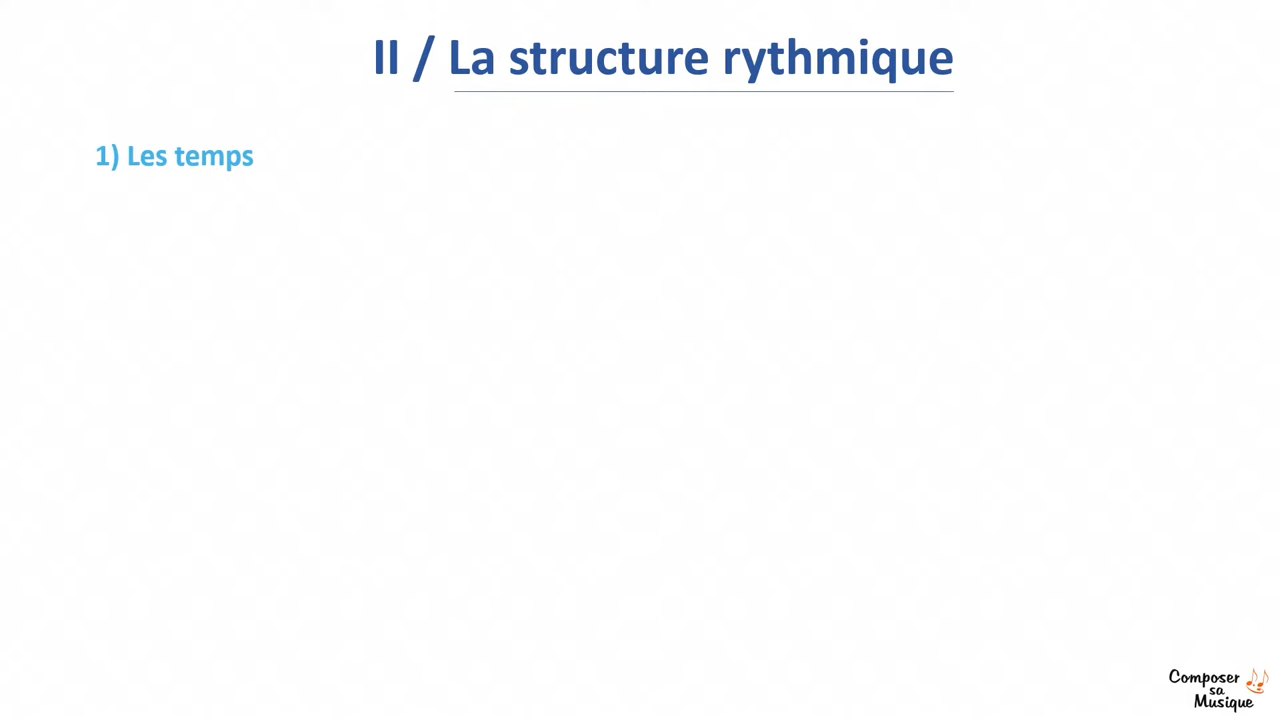 II / La structure rythmique
1) Les temps
Composer
sa
Musique